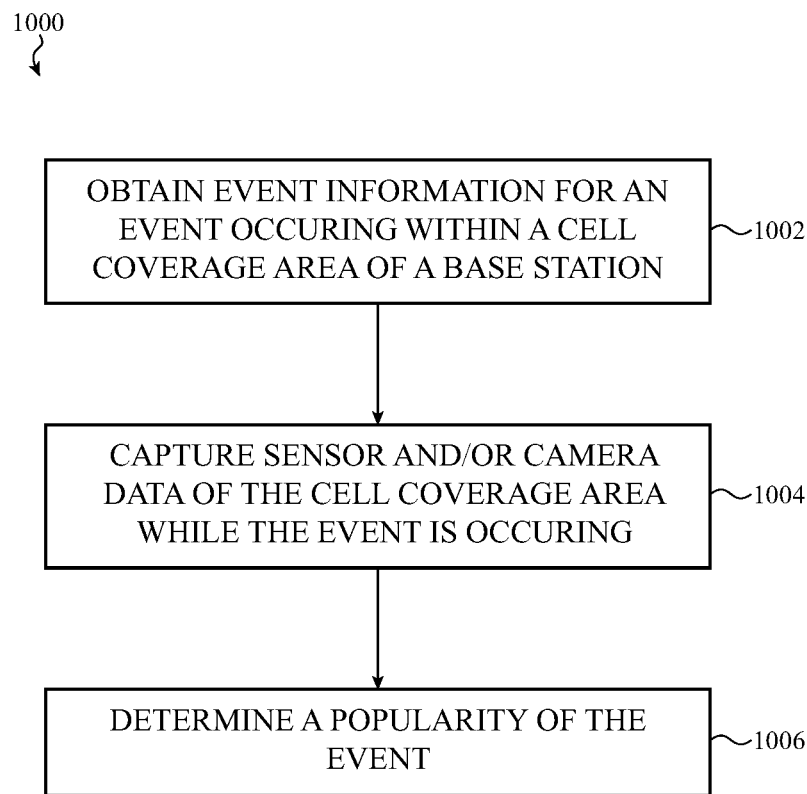 1000
OBTAIN EVENT INFORMATION FOR AN
EVENT OCCURING WITHIN A CELL
COVERAGE AREA OF A BASE STATION
1002
CAPTURE SENSOR AND/OR CAMERA
DATA OF THE CELL COVERAGE AREA
WHILE THE EVENT IS OCCURING
1004
DETERMINE A POPULARITY OF THE
EVENT
1006